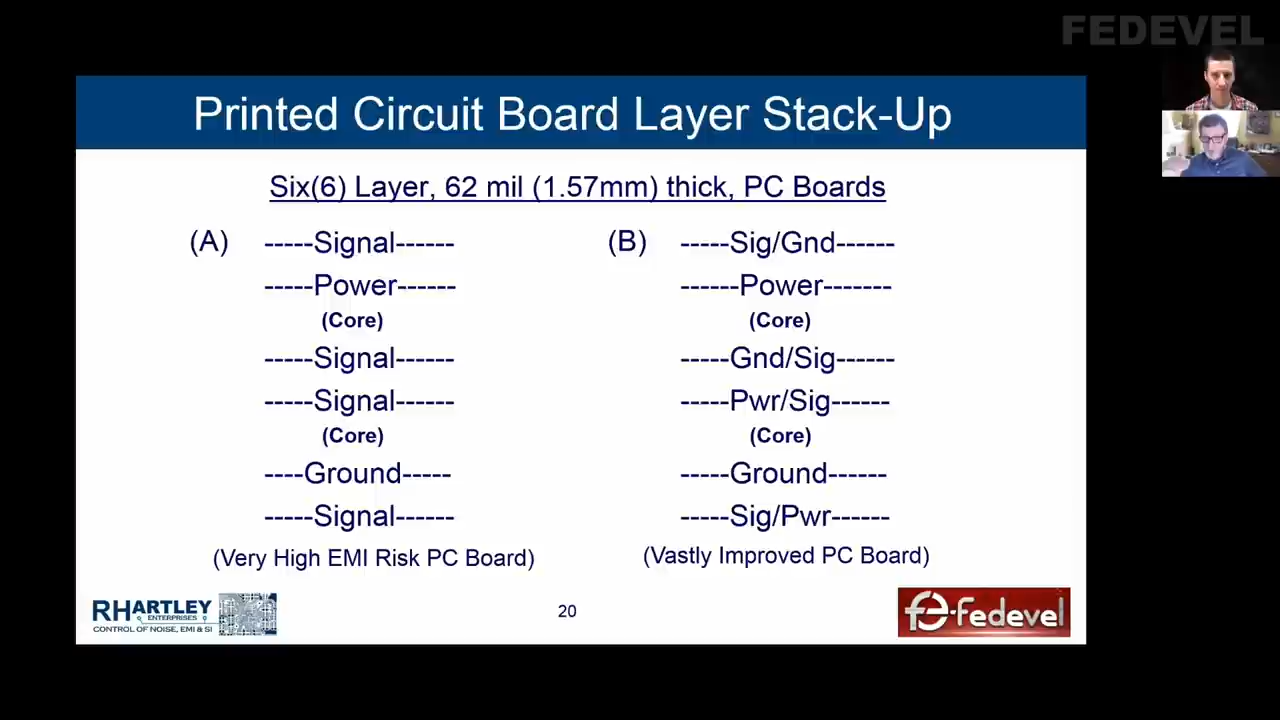 FEDEVEL
Printed Circuit Board Layer Stack-Up
Six(6) Layer, 62 mil (1.57mm) thick, PC Boards
(A) -----Signal------
-----Power------
(Core)
-----Signal------
-----Signal------
(Core)
----Ground-----
-----Signal------
(Very High EMI Risk PC Board)
(B) -----Sig/Gnd------
------Power-------
(Core)
-----Gnd/Sig------
-----Pwr/Sig------
(Core)
-----Ground------
-----Sig/Pwr------
(Vastly Improved PC Board)
RHARTLEY
ENTERPRISES
CONTROL OF NOISE, EMI & SI
20
fedevel